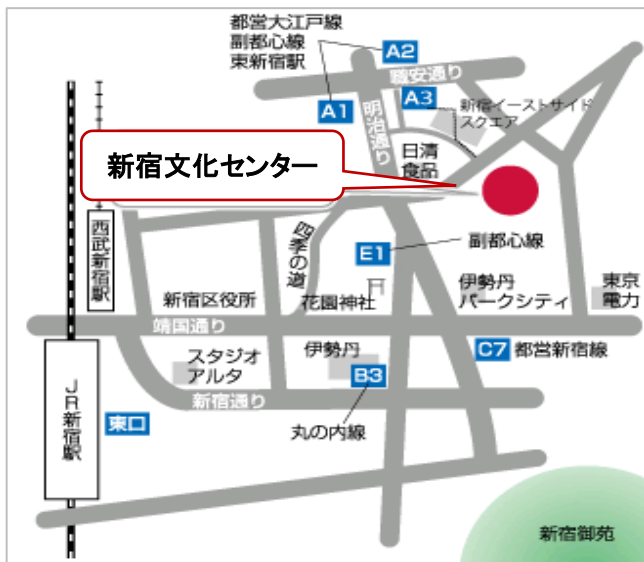 都営大江戸線
副都心線
東新宿駅
A2
職安通り
A1
A3
明治通り
新宿イーストサイド
スクエア
日清
食品
新宿文化センター
西武新宿駅
四季の道
E1
副都心線
新宿区役所
花園神社
伊勢丹
パークシティ
東京
電力
靖国通り
スタジオ
アルタ
伊勢丹
C7 都営新宿線
B3
新宿通り
JR新宿駅
東口
丸の内線
新宿御苑